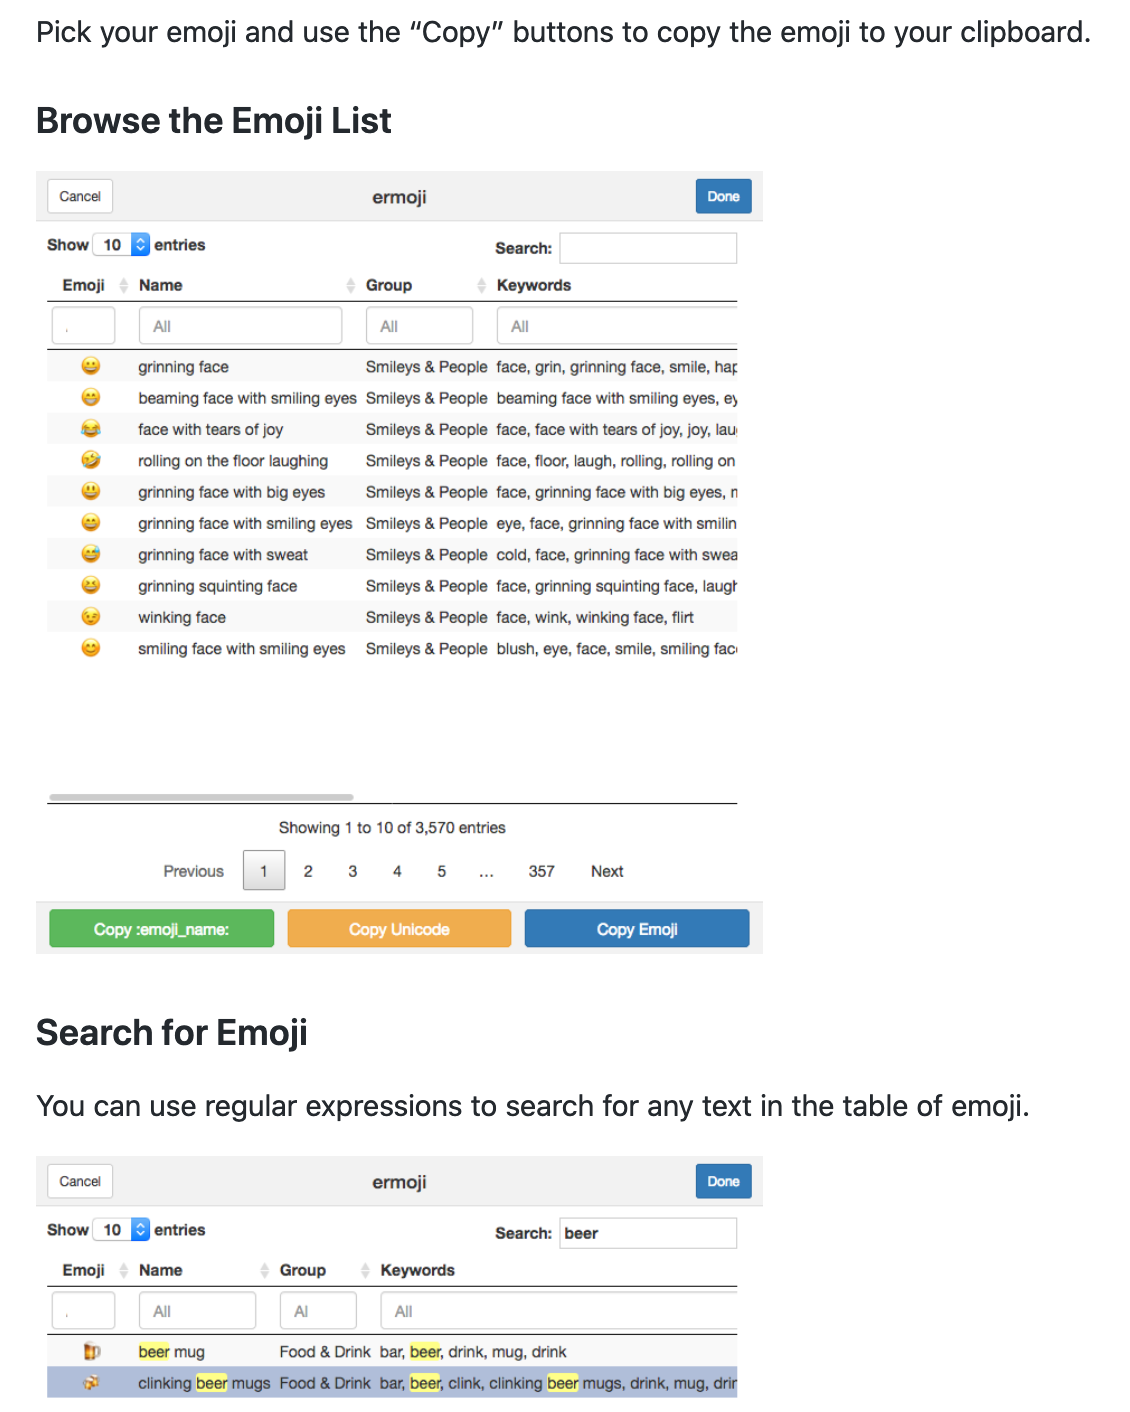 Pick your emoji and use the “Copy” buttons to copy the emoji to your clipboard.
Browse the Emoji List
Cancel ermoji Done
Show 10 entries Search:
Emoji Name Group Keywords
. All All All
😀 grinning face Smileys & People face, grin, grinning face, smile, hap
😁 beaming face with smiling eyes Smileys & People beaming face with smiling eyes, ey
😂 face with tears of joy Smileys & People face, face with tears of joy, joy, lau
🤣 rolling on the floor laughing Smileys & People face, floor, laugh, rolling, rolling on
😃 grinning face with big eyes Smileys & People face, grinning face with big eyes, m
😄 grinning face with smiling eyes Smileys & People eye, face, grinning face with smilin
😅 grinning face with sweat Smileys & People cold, face, grinning face with swea
😆 grinning squinting face Smileys & People face, grinning squinting face, laugh
😉 winking face Smileys & People face, wink, winking face, flirt
😊 smiling face with smiling eyes Smileys & People blush, eye, face, smile, smiling fac
Showing 1 to 10 of 3,570 entries
Previous 1 2 3 4 5 ... 357 Next
Copy :emoji_name: Copy Unicode Copy Emoji
Search for Emoji
You can use regular expressions to search for any text in the table of emoji.
Cancel ermoji Done
Show 10 entries Search: beer
Emoji Name Group Keywords
. All Al All
🍺 beer mug Food & Drink bar, beer, drink, mug, drink
🍻 clinking beer mugs Food & Drink bar, beer, clink, clinking beer mugs, drink, mug, drin